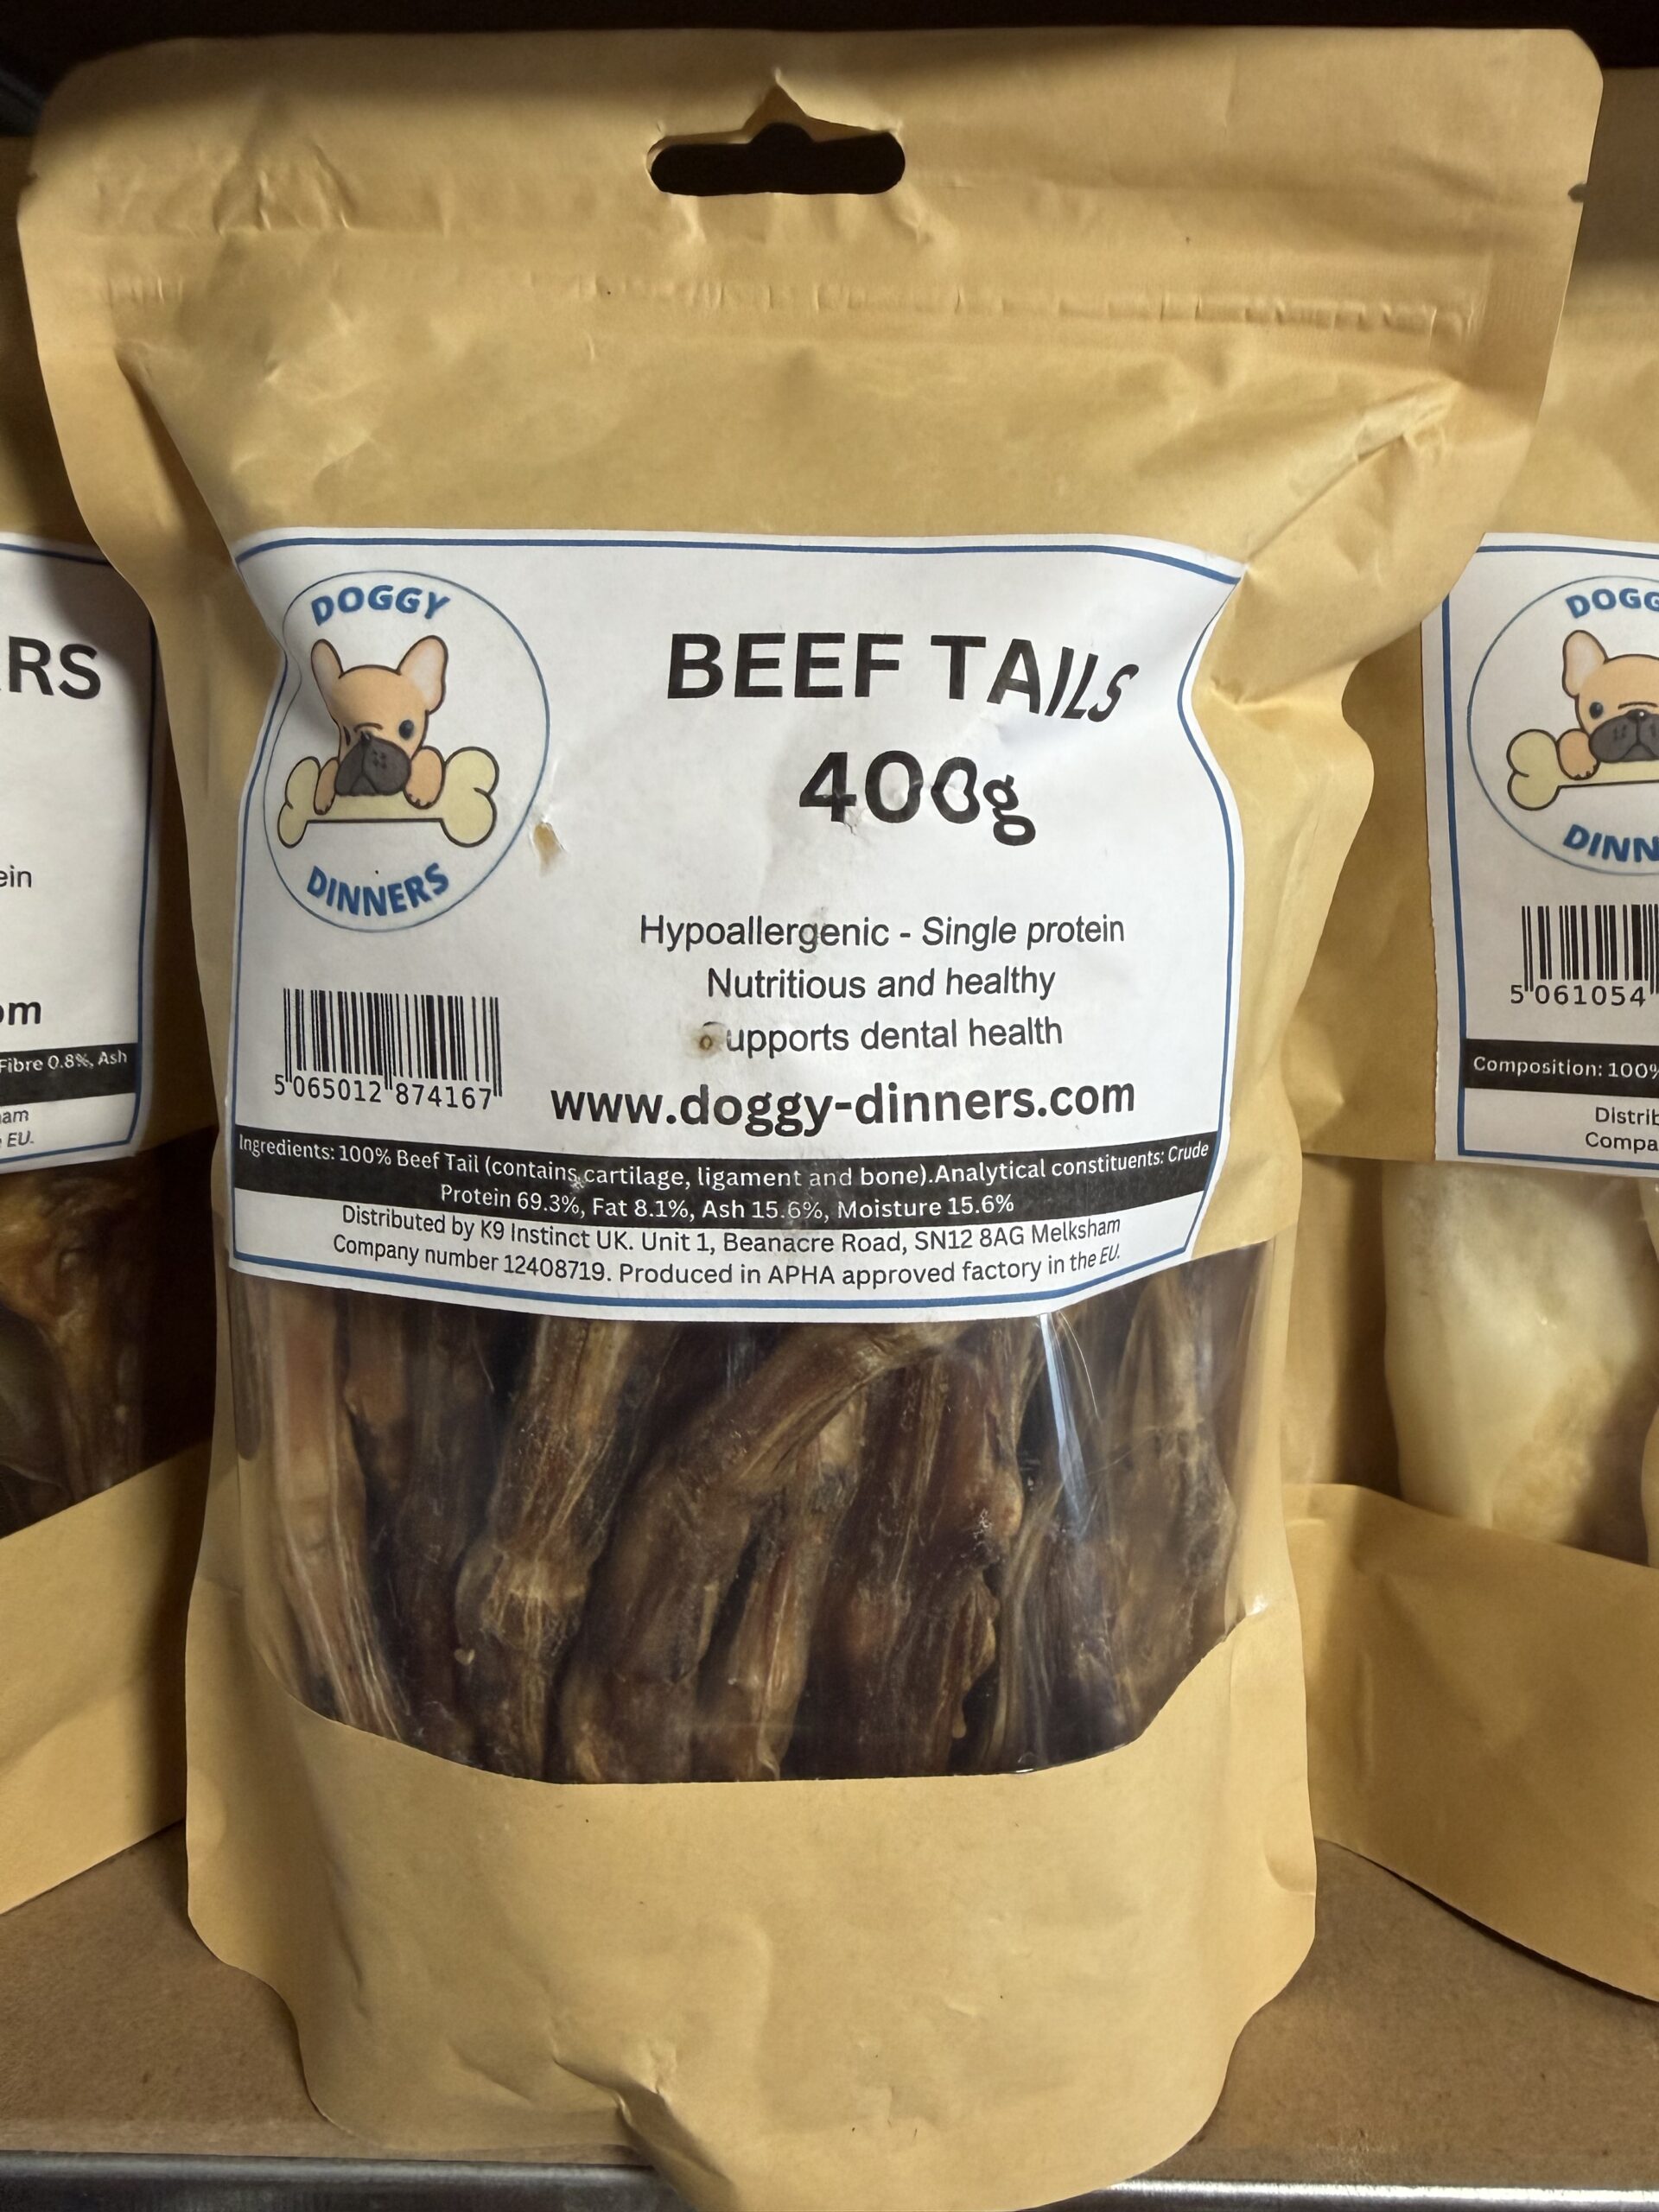 DOGGY
DINNERS
BEEF TAILS
400g
Hypoallergenic - Single protein
Nutritious and healthy
upports dental health
www.doggy-dinners.com
5 065012 874167
Ingredients: 100% Beef Tail (contains cartilage, ligament and bone).Analytical constituents: Crude
Protein 69.3%, Fat 8.1%, Ash 15.6%, Moisture 15.6%
Distributed by K9 Instinct UK. Unit 1, Beanacre Road, SN12 8AG Melksham
Company number 12408719. Produced in APHA approved factory in the EU.
RS
ein
om
Fibre 0.8%, Ash
am
EU.
DOGG
DINN
5 061054
Composition: 100%
Distrib
Compa